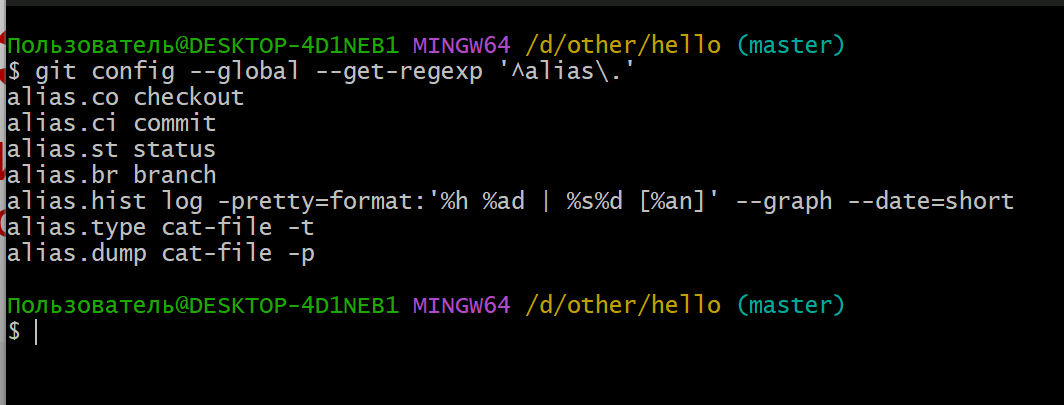 Пользователь@DESKTOP-4D1NEB1 MINGW64 /d/other/hello (master)
$ git config --global --get-regexp '^alias\.'
alias.co checkout
alias.ci commit
alias.st status
alias.br branch
alias.hist log -pretty=format:'%h %ad | %s%d [%an]' --graph --date=short
alias.type cat-file -t
alias.dump cat-file -p
Пользователь@DESKTOP-4D1NEB1 MINGW64 /d/other/hello (master)
$